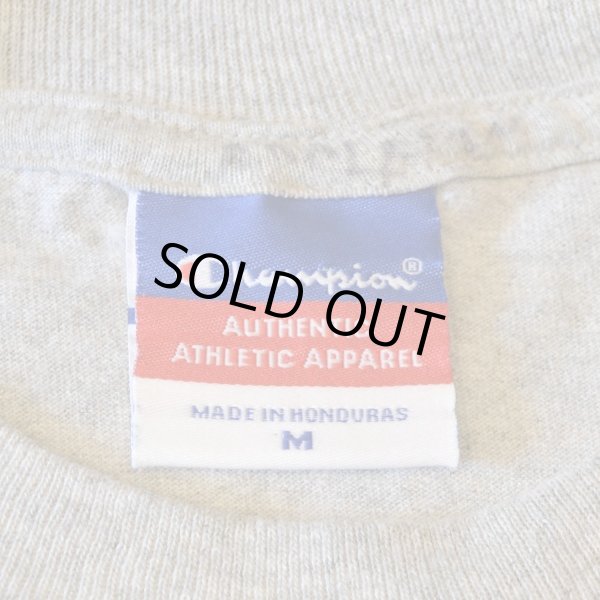 Champion®
SOLD OUT
AUTHENTIC
ATHLETIC APPAREL
MADE IN HONDURAS
M